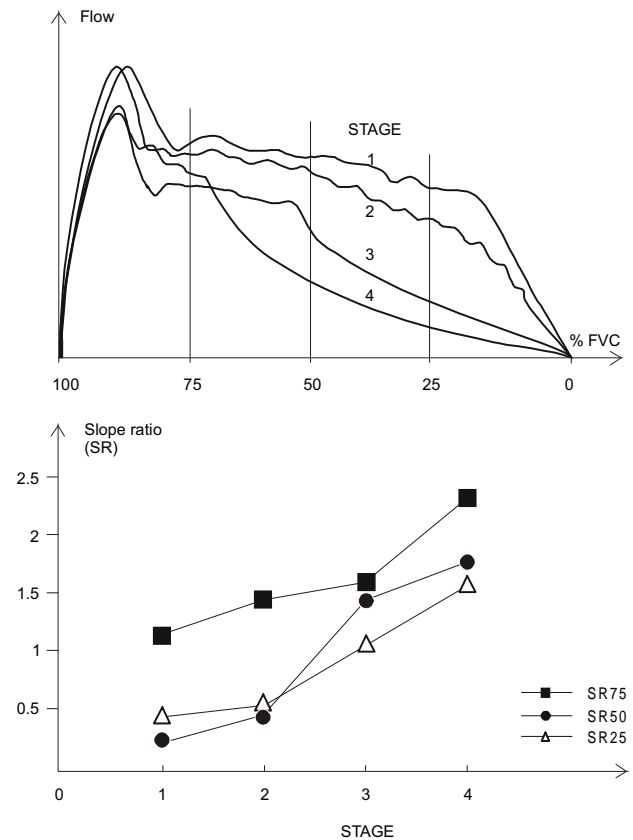 Flow
STAGE
1
2
3
4
% FVC
100 75 50 25 0
Slope ratio
(SR)
2.5
2
1.5
1
0.5
SR75
SR50
SR25
0 1 2 3 4
STAGE